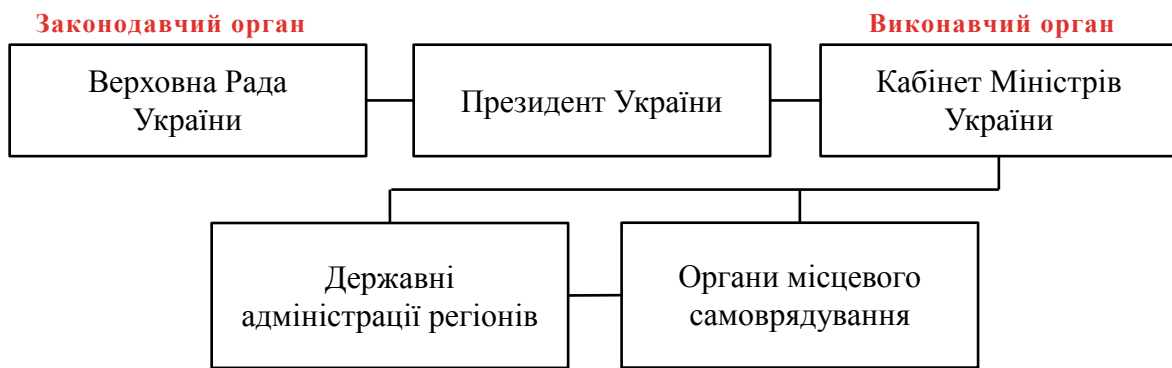 Законодавчий орган
Виконавчий орган
Верховна Рада
України
Президент України
Кабінет Міністрів
України
Державні
адміністрації регіонів
Органи місцевого
самоврядування